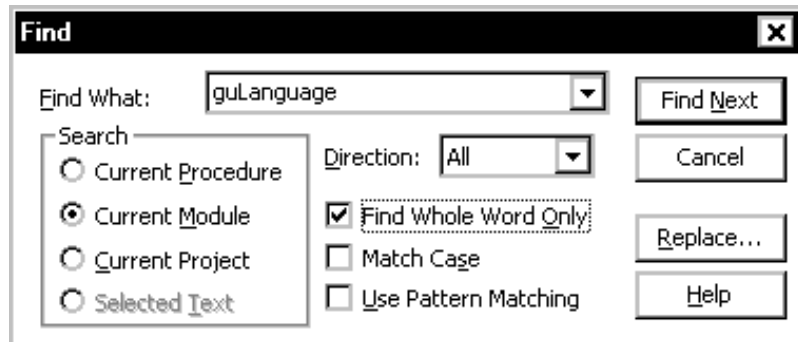 Find
Find What: guLanguage Find Next
Search
Current Procedure Direction: All Cancel
Current Module Find Whole Word Only
Current Project Match Case Replace...
Selected Text Use Pattern Matching Help